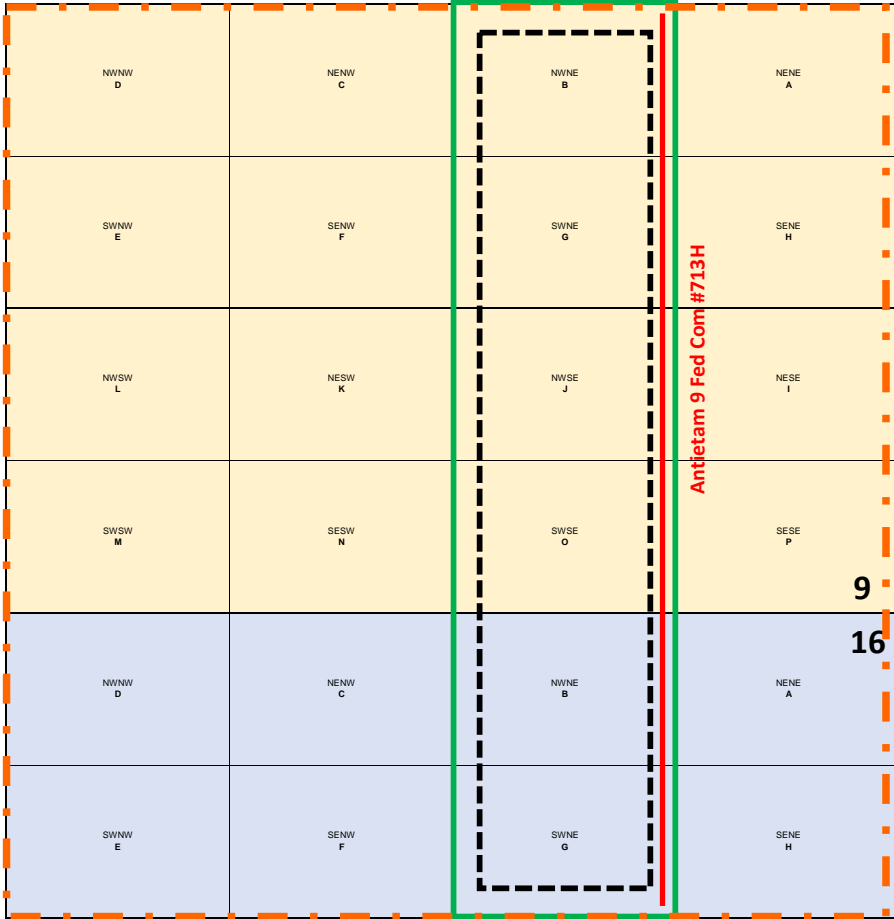 NWNW
D
NENW
C
NWNE
B
NENE
A
SWNW
E
SENW
F
SWNE
G
SENE
H
Antietam 9 Fed Com #713H
NWSW
L
NESW
K
NWSE
J
NESE
I
SWSW
M
SESW
N
SWSE
O
SESE
P
9
16
NWNW
D
NENW
C
NWNE
B
NENE
A
SWNW
E
SENW
F
SWNE
G
SENE
H